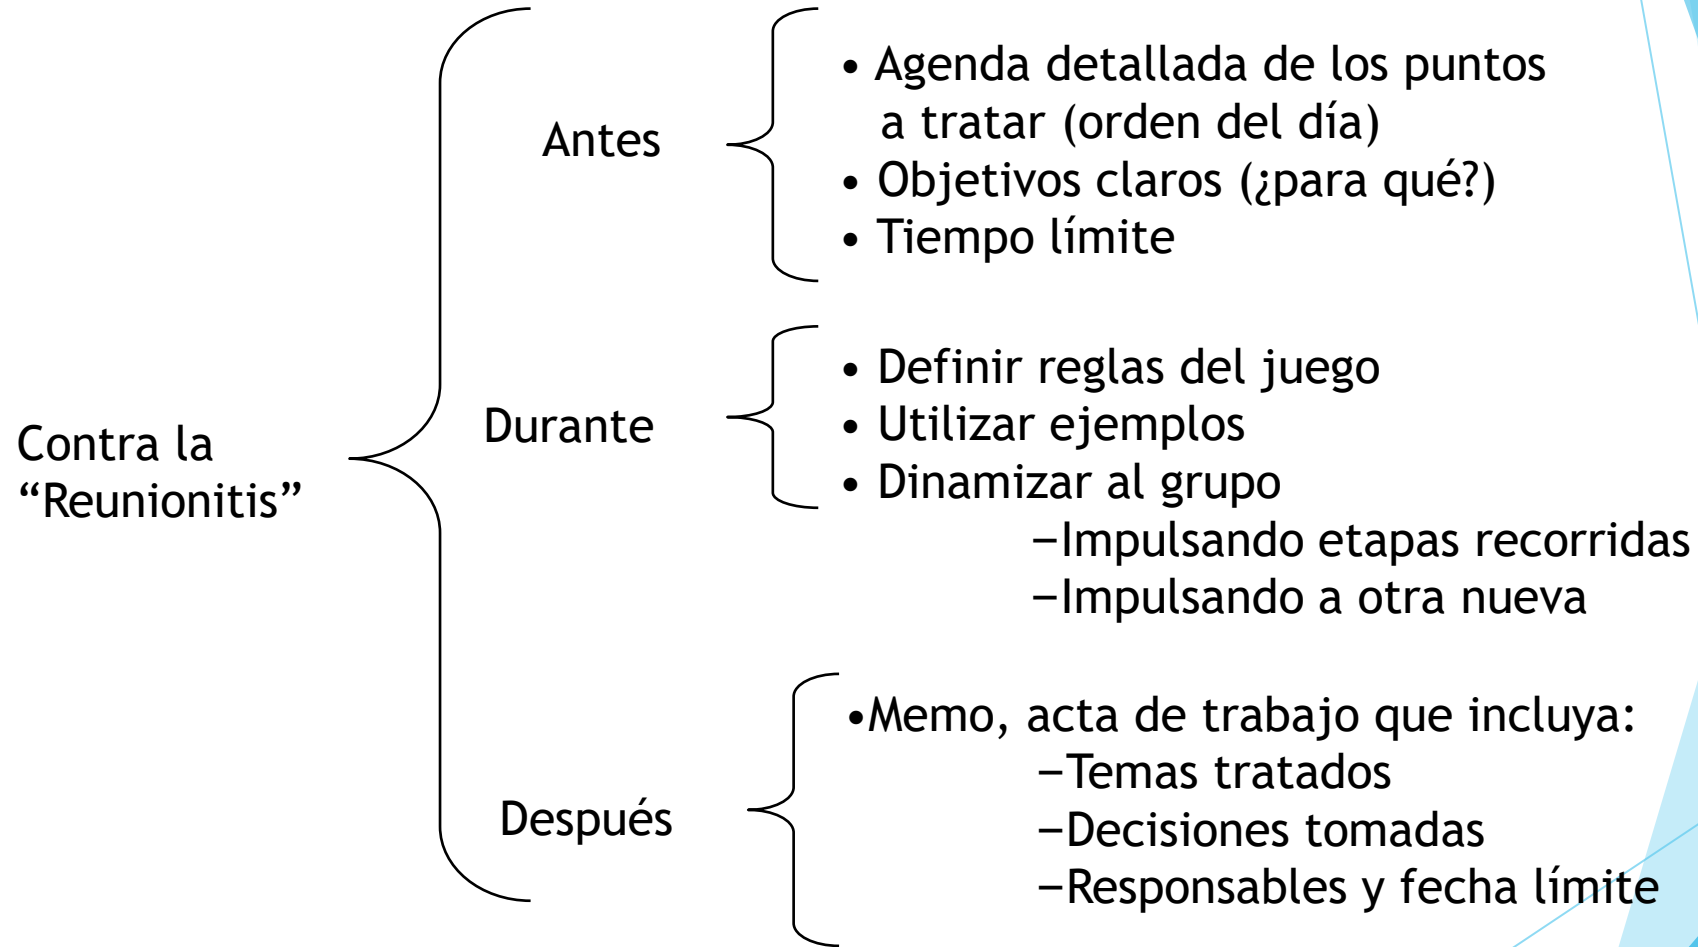 Contra la
“Reunionitis”
Antes
• Agenda detallada de los puntos
a tratar (orden del día)
• Objetivos claros (¿para qué?)
• Tiempo límite
Durante
• Definir reglas del juego
• Utilizar ejemplos
• Dinamizar al grupo
–Impulsando etapas recorridas
–Impulsando a otra nueva
Después
•Memo, acta de trabajo que incluya:
–Temas tratados
–Decisiones tomadas
–Responsables y fecha límite